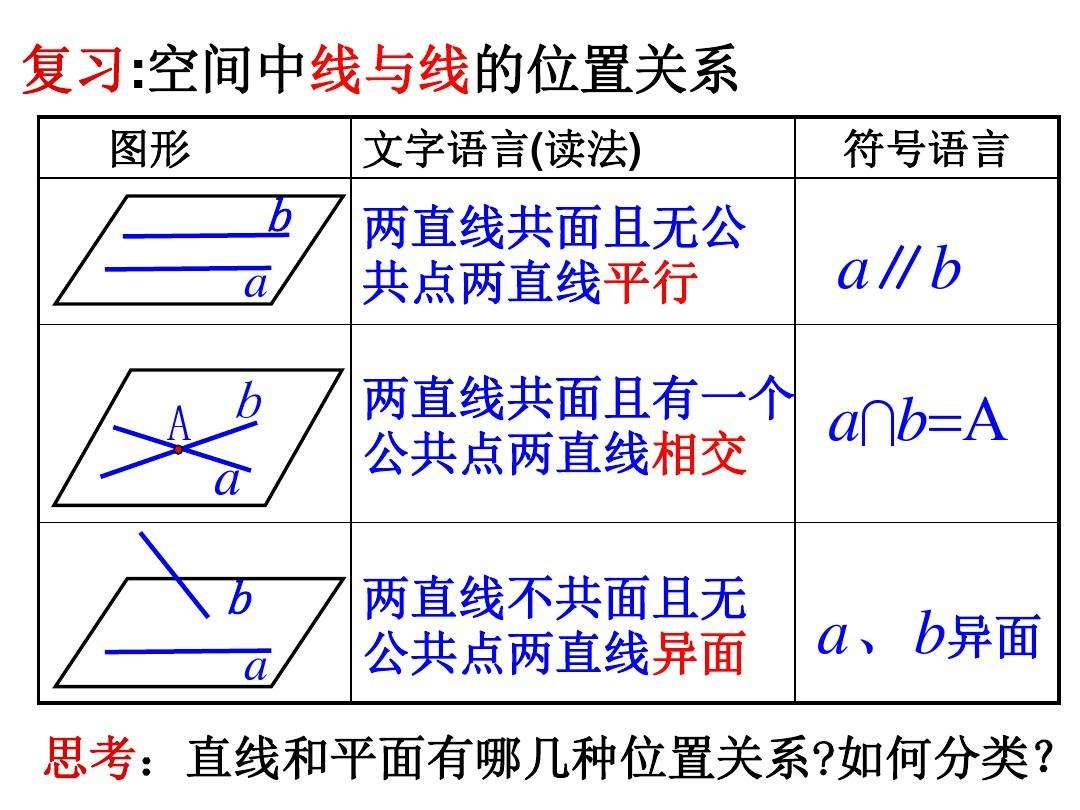 复习:空间中线与线的位置关系
图形 文字语言(读法) 符号语言
b
a
两直线共面且无公
共点两直线平行
a∥b
A b
a
两直线共面且有一个
公共点两直线相交
a∩b=A
b
a
两直线不共面且无
公共点两直线异面
a、b异面
思考：直线和平面有哪几种位置关系?如何分类?